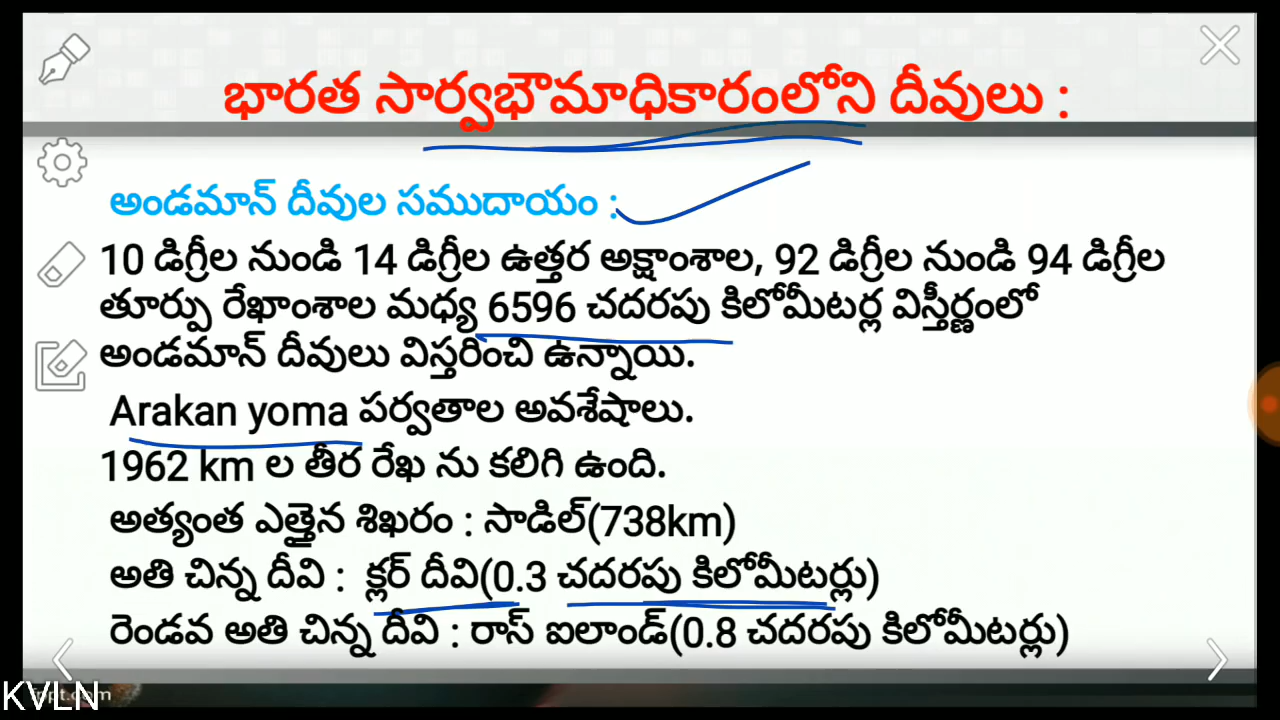 భారత సార్వభౌమాధికారంలోని దీవులు :
అండమాన్ దీవుల సముదాయం :
10 డిగ్రీల నుండి 14 డిగ్రీల ఉత్తర అక్షాంశాల, 92 డిగ్రీల నుండి 94 డిగ్రీల
తూర్పు రేఖాంశాల మధ్య 6596 చదరపు కిలోమీటర్ల విస్తీర్ణంలో
అండమాన్ దీవులు విస్తరించి ఉన్నాయి.
Arakan yoma పర్వతాల అవశేషాలు.
1962 km ల తీర రేఖ ను కలిగి ఉంది.
అత్యంత ఎత్తైన శిఖరం : సాడిల్(738km)
అతి చిన్న దీవి : క్లర్ దీవి(0.3 చదరపు కిలోమీటర్లు)
రెండవ అతి చిన్న దీవి : రాస్ ఐలాండ్(0.8 చదరపు కిలోమీటర్లు)
KVLN